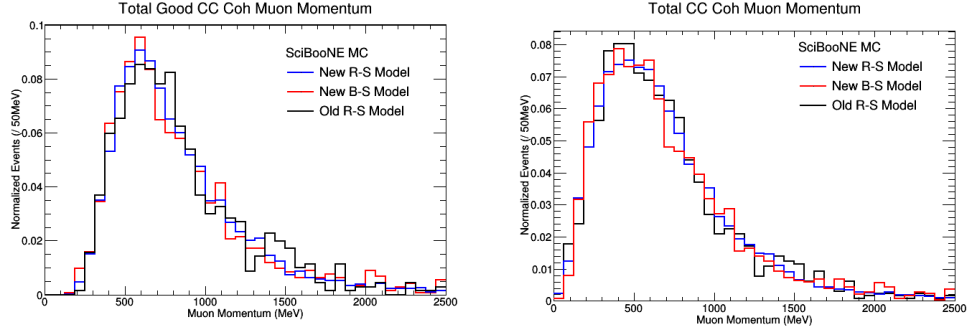 Total Good CC Coh Muon Momentum
Normalized Events (/ 50MeV)
0.1
0.08
0.06
0.04
0.02
0
SciBooNE MC
New R-S Model
New B-S Model
Old R-S Model
0 500 1000 1500 2000 2500
Muon Momentum (MeV)
Total CC Coh Muon Momentum
Normalized Events (/ 50MeV)
0.08
0.07
0.06
0.05
0.04
0.03
0.02
0.01
0
SciBooNE MC
New R-S Model
New B-S Model
Old R-S Model
0 500 1000 1500 2000 2500
Muon Momentum (MeV)